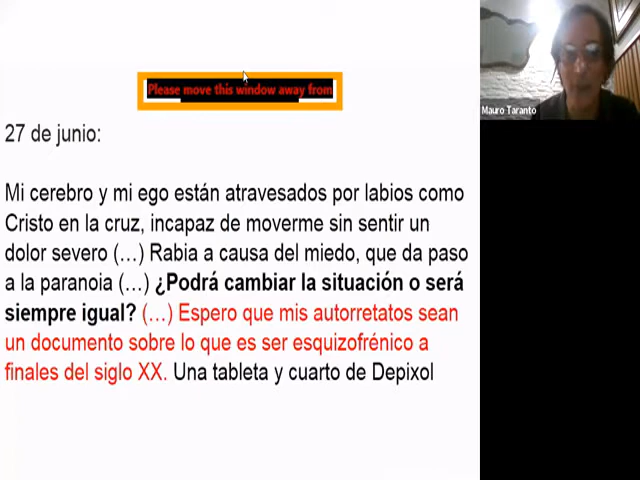 Please move this window away from
Mauro Taranto
27 de junio:
Mi cerebro y mi ego están atravesados por labios como
Cristo en la cruz, incapaz de moverme sin sentir un
dolor severo (…) Rabia a causa del miedo, que da paso
a la paranoia (…) ¿Podrá cambiar la situación o será
siempre igual? (…) Espero que mis autorretatos sean
un documento sobre lo que es ser esquizofrénico a
finales del siglo XX. Una tableta y cuarto de Depixol